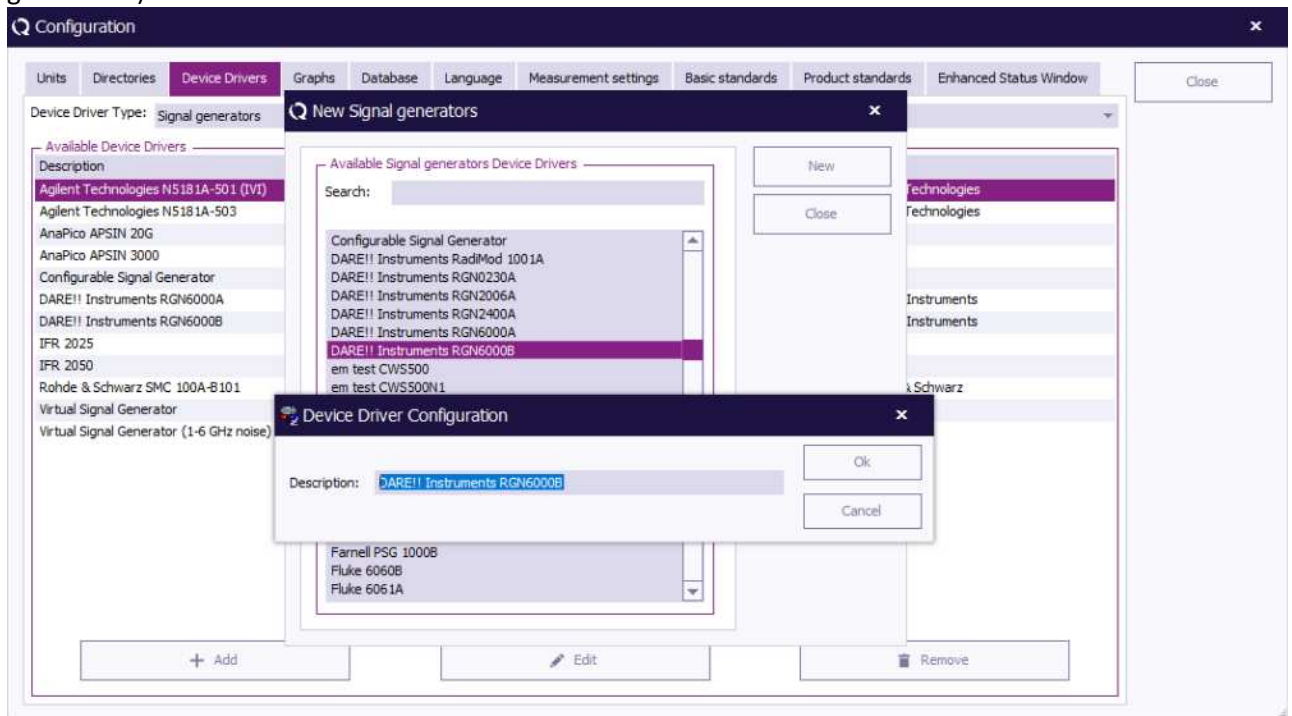 Configuration
Units Directories Device Drivers Graphs Database Language Measurement settings Basic standards Product standards Enhanced Status Window
Close
Device Driver Type: Signal generators
Available Device Drivers
Description
Agilent Technologies N5181A-501 (IVI)
Technologies
Agilent Technologies N5181A-503
Technologies
AnaPico APSIN 20G
AnaPico APSIN 3000
Configurable Signal Generator
DARE!! Instruments RGN6000A
Instruments
DARE!! Instruments RGN6000B
Instruments
IFR 2025
IFR 2050
Rohde & Schwarz SMC 100A-B101
& Schwarz
Virtual Signal Generator
Virtual Signal Generator (1-6 GHz noise)
New Signal generators
Available Signal generators Device Drivers
Search:
New
Close
Configurable Signal Generator
DARE!! Instruments RadiMod 1001A
DARE!! Instruments RGN0230A
DARE!! Instruments RGN2006A
DARE!! Instruments RGN2400A
DARE!! Instruments RGN6000A
DARE!! Instruments RGN6000B
em test CWS500
em test CWS500N1
Device Driver Configuration
Description: DARE!! Instruments RGN6000B
Ok
Cancel
Farnell PSG 1000B
Fluke 6060B
Fluke 6061A
+ Add
Edit
Remove